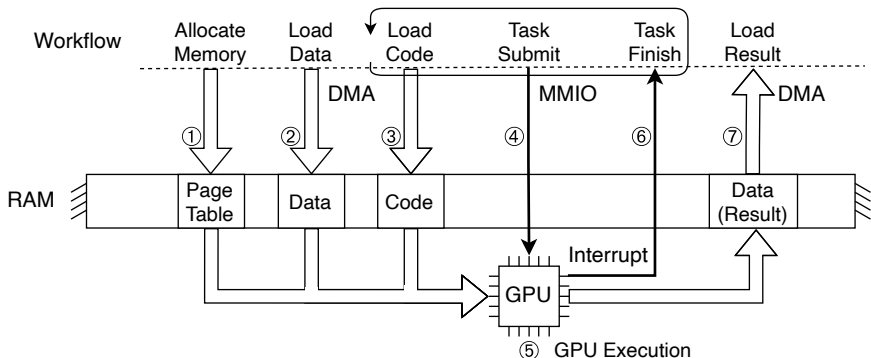 Workflow
Allocate
Memory
Load
Data
Load
Code
Task
Submit
Task
Finish
Load
Result
DMA
MMIO
DMA
①
②
③
④
⑥
⑦
RAM
Page
Table
Data
Code
Data
(Result)
Interrupt
GPU
⑤ GPU Execution